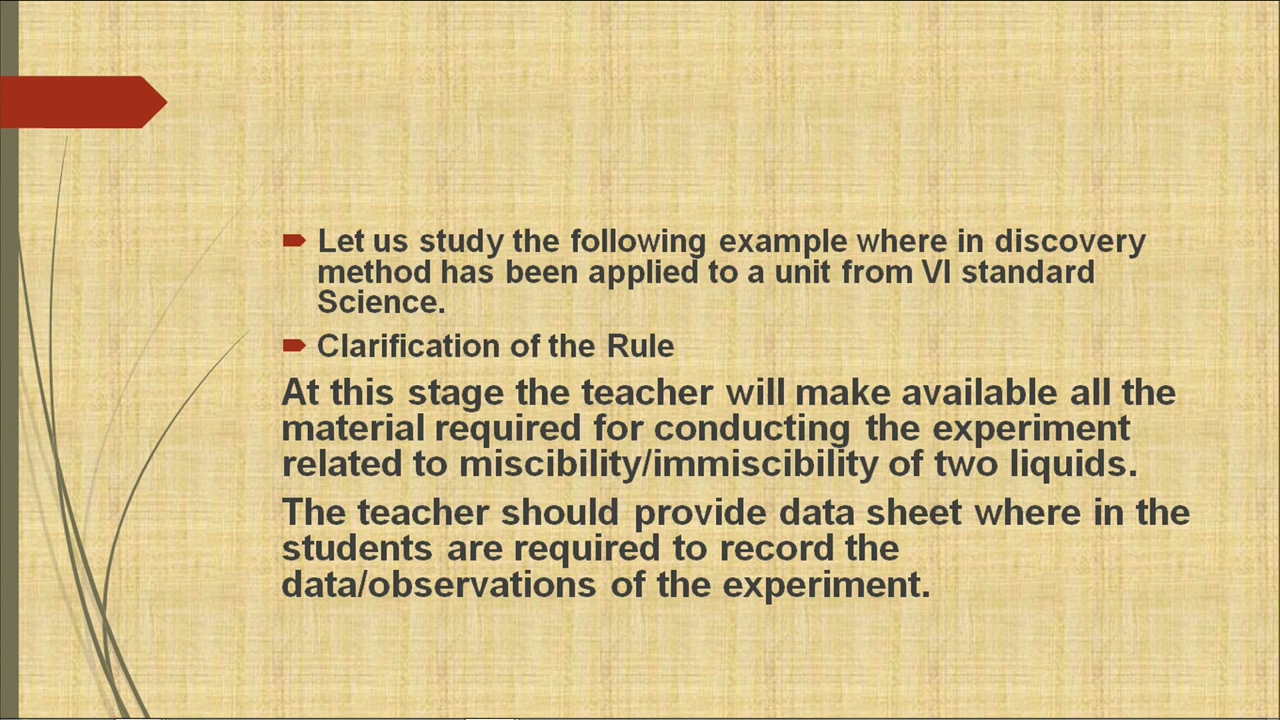 Let us study the following example where in discovery
method has been applied to a unit from VI standard
Science.
Clarification of the Rule
At this stage the teacher will make available all the
material required for conducting the experiment
related to miscibility/immiscibility of two liquids.
The teacher should provide data sheet where in the
students are required to record the
data/observations of the experiment.